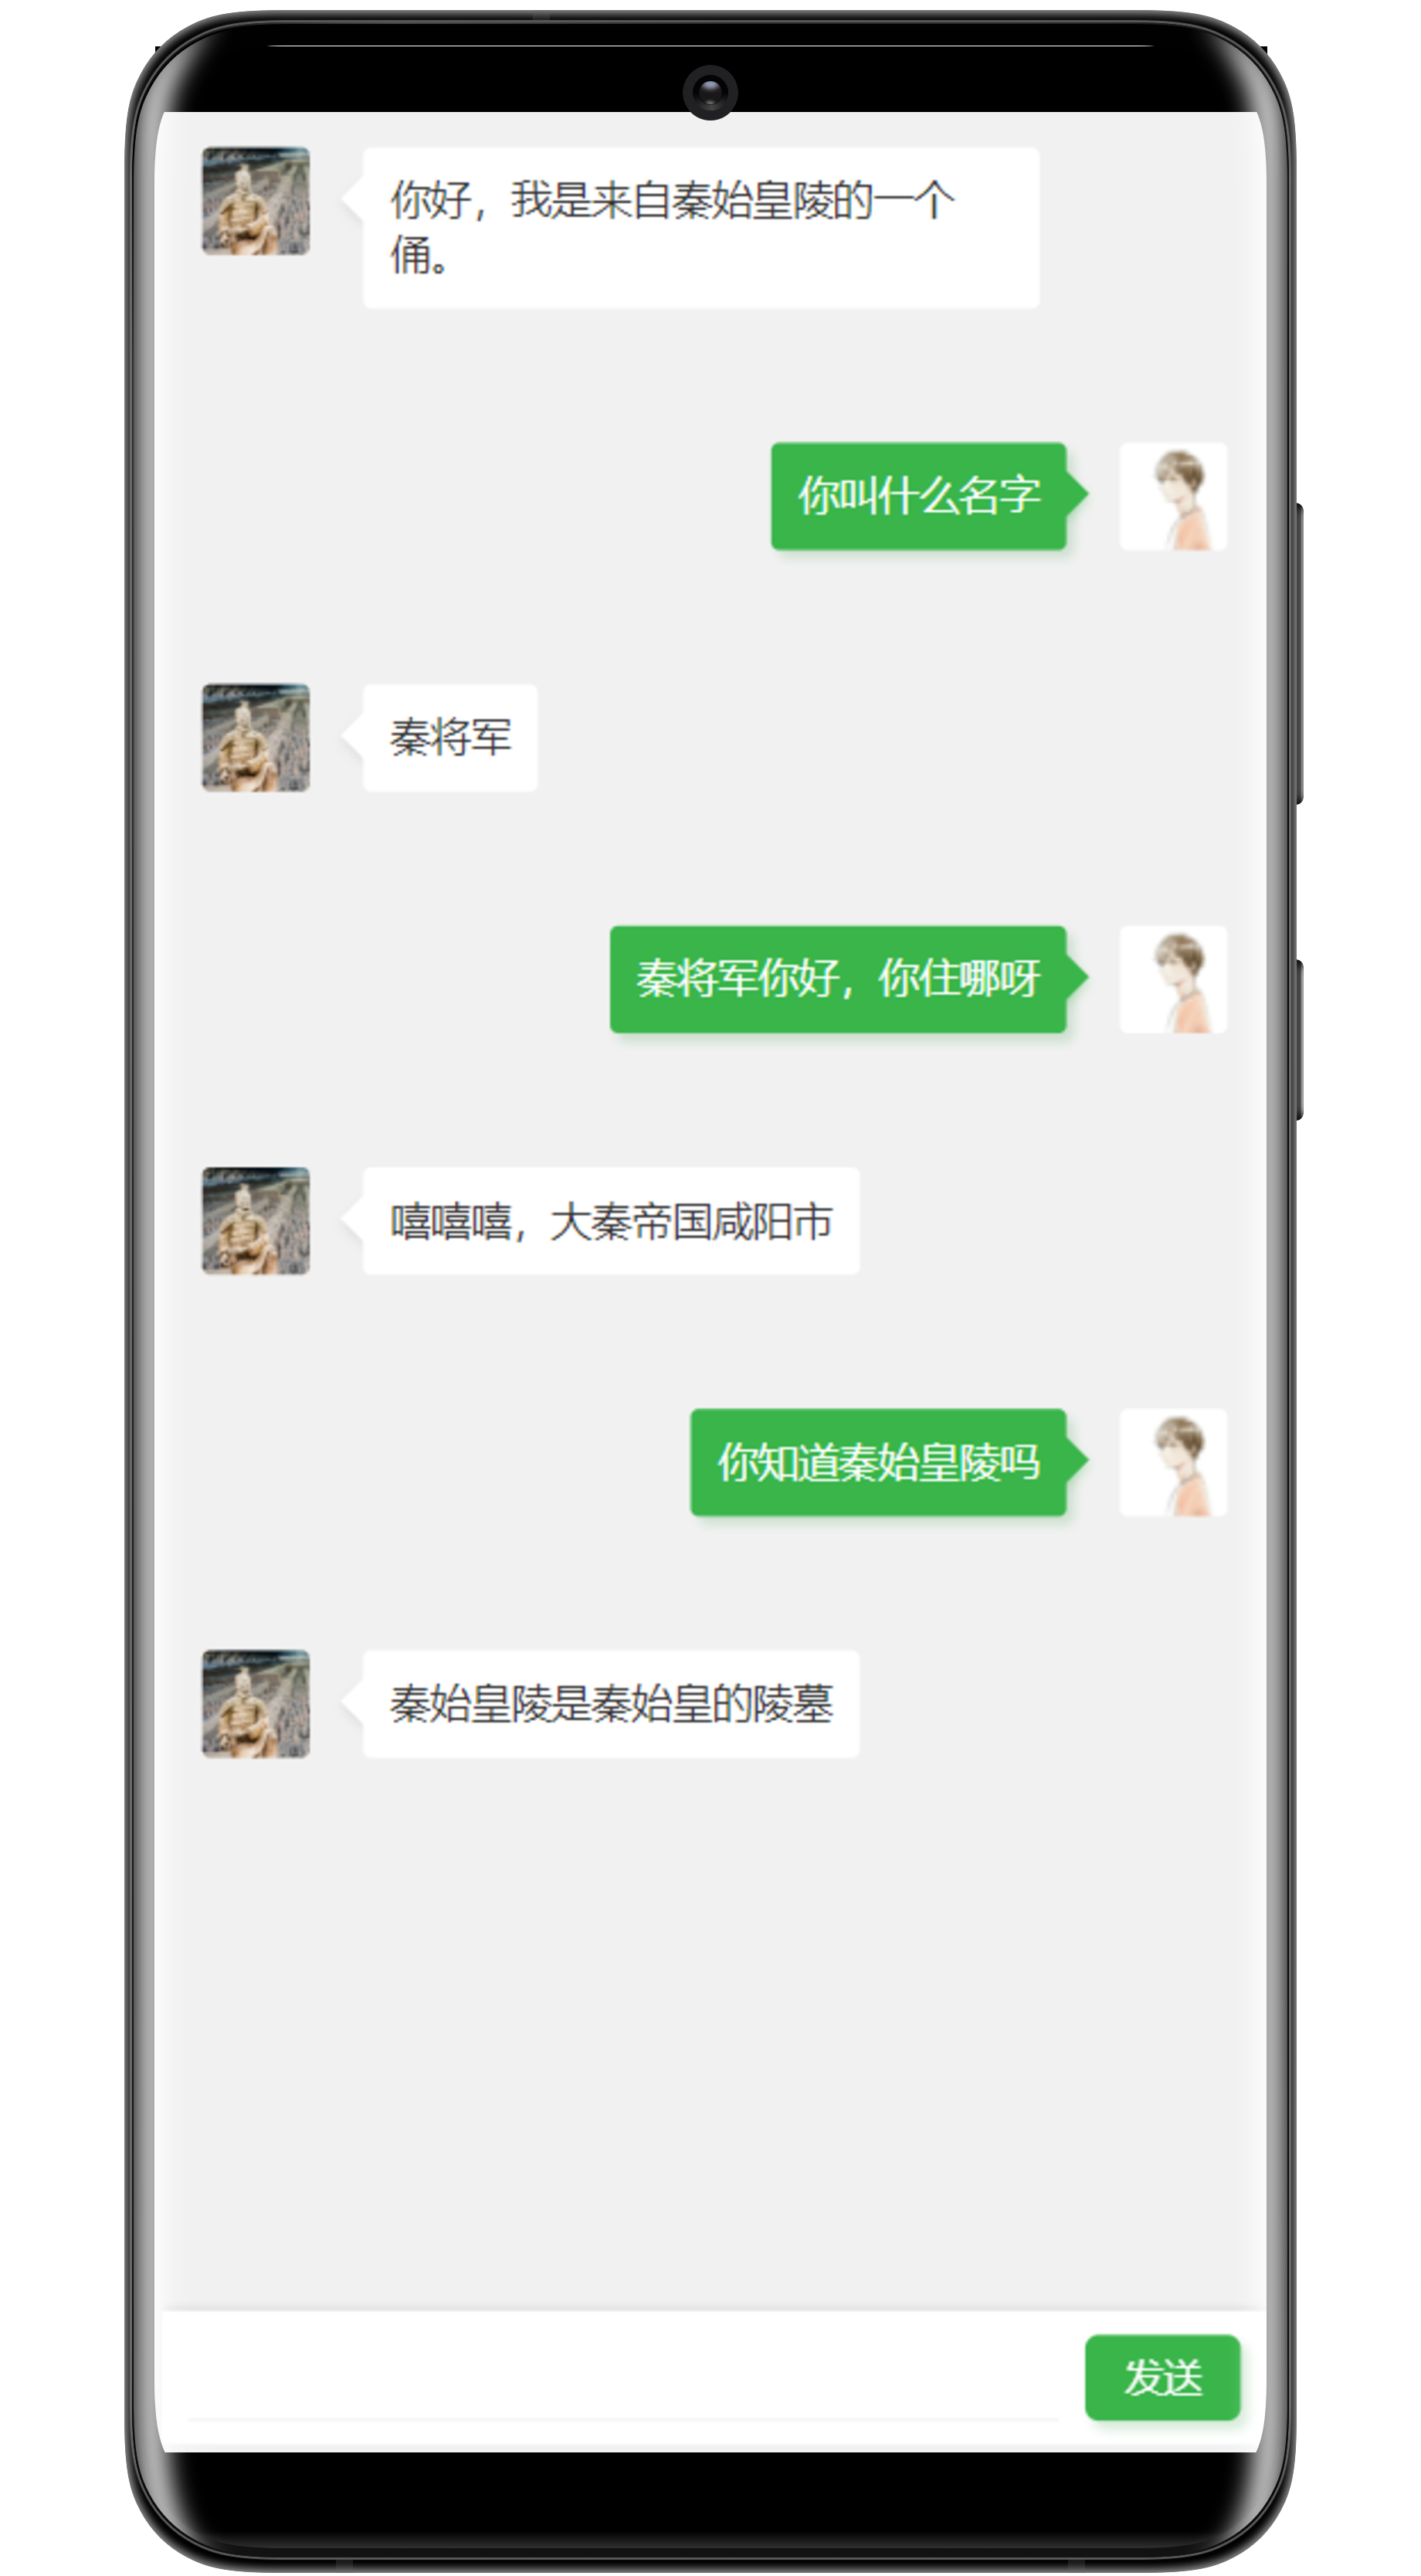 你好，我是来自秦始皇陵的一个
俑。
你叫什么名字
秦将军
秦将军你好，你住哪呀
嘻嘻嘻，大秦帝国咸阳市
你知道秦始皇陵吗
秦始皇陵是秦始皇的陵墓
发送